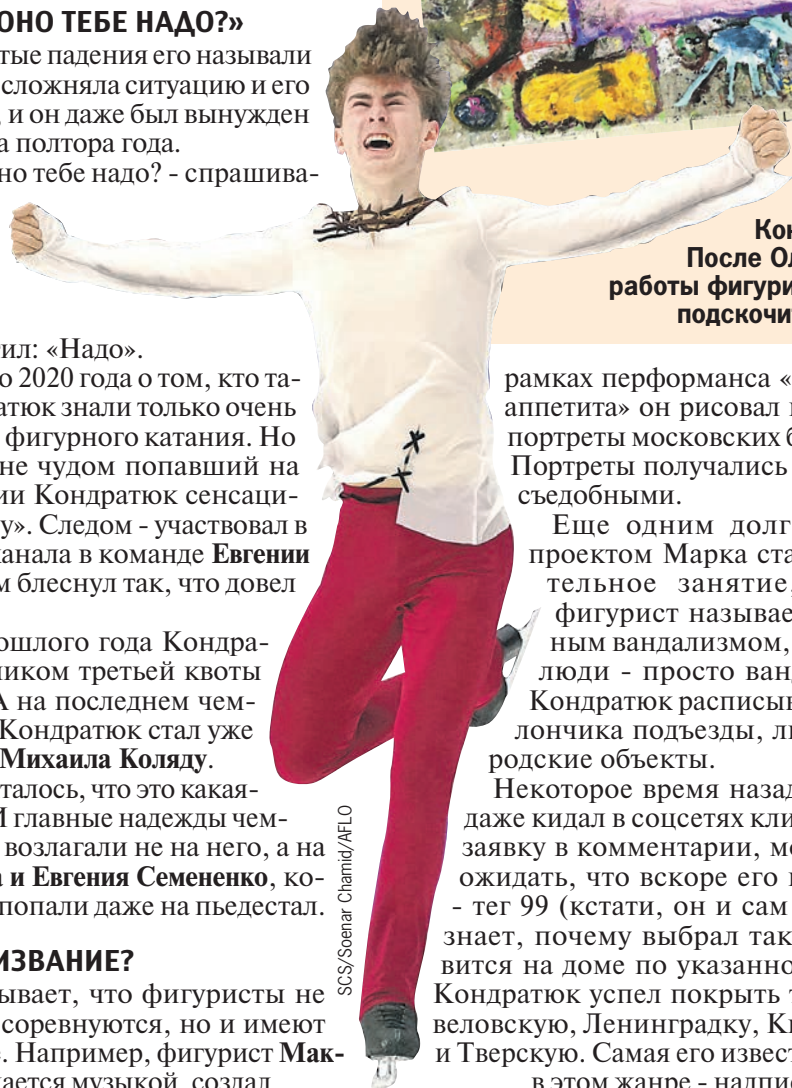 ОНО ТЕБЕ НАДО?»
тые падения его называли
сложняла ситуацию и его
и он даже был вынужден
а полтора года.
но тебе надо? - спрашива-
тил: «Надо».
о 2020 года о том, кто та-
атюк знали только очень
фигурного катания. Но
не чудом попавший на
ии Кондратюк сенсаци-
у». Следом - участвовал в
канала в команде Евгении
м блеснул так, что довел
ошлого года Кондра-
ником третьей квоты
А на последнем чем-
Кондратюк стал уже
Михаила Коляду.
талось, что это какая-
И главные надежды чем-
возлагали не на него, а на
а и Евгения Семененко, ко-
попали даже на пьедестал.
ИЗВАНИЕ?
ывает, что фигуристы не
соревнуются, но и имеют
е. Например, фигурист Мак-
ается музыкой, создал
SCS/Soenar Chamid/AFLO
Кон
После Ол
работы фигури
подскочи
рамках перформанса «
аппетита» он рисовал
портреты московских б
Портреты получались
съедобными.
Еще одним долг
проектом Марка ста
тельное занятие,
фигурист называе
ным вандализмом,
люди - просто ванд
Кондратюк расписыв
лончика подъезды, ли
родские объекты.
Некоторое время назад
даже кидал в соцсетях кли
заявку в комментарии, мо
ожидать, что вскоре его
- тег 99 (кстати, он и сам
знает, почему выбрал так
вится на доме по указанно
Кондратюк успел покрыть т
веловскую, Ленинградку, Ки
и Тверскую. Самая его извест
в этом жанре - надпис